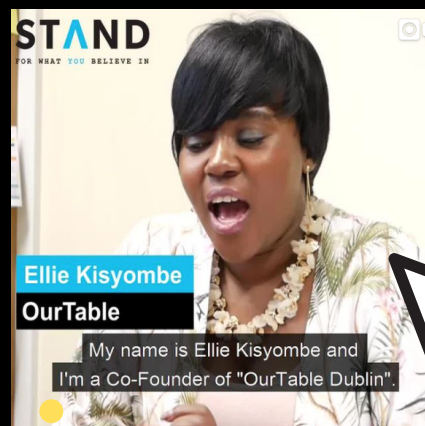 STAND
FOR WHAT YOU BELIEVE IN
Ellie Kisyombe
OurTable
My name is Ellie Kisyombe and
I'm a Co-Founder of "OurTable Dublin".